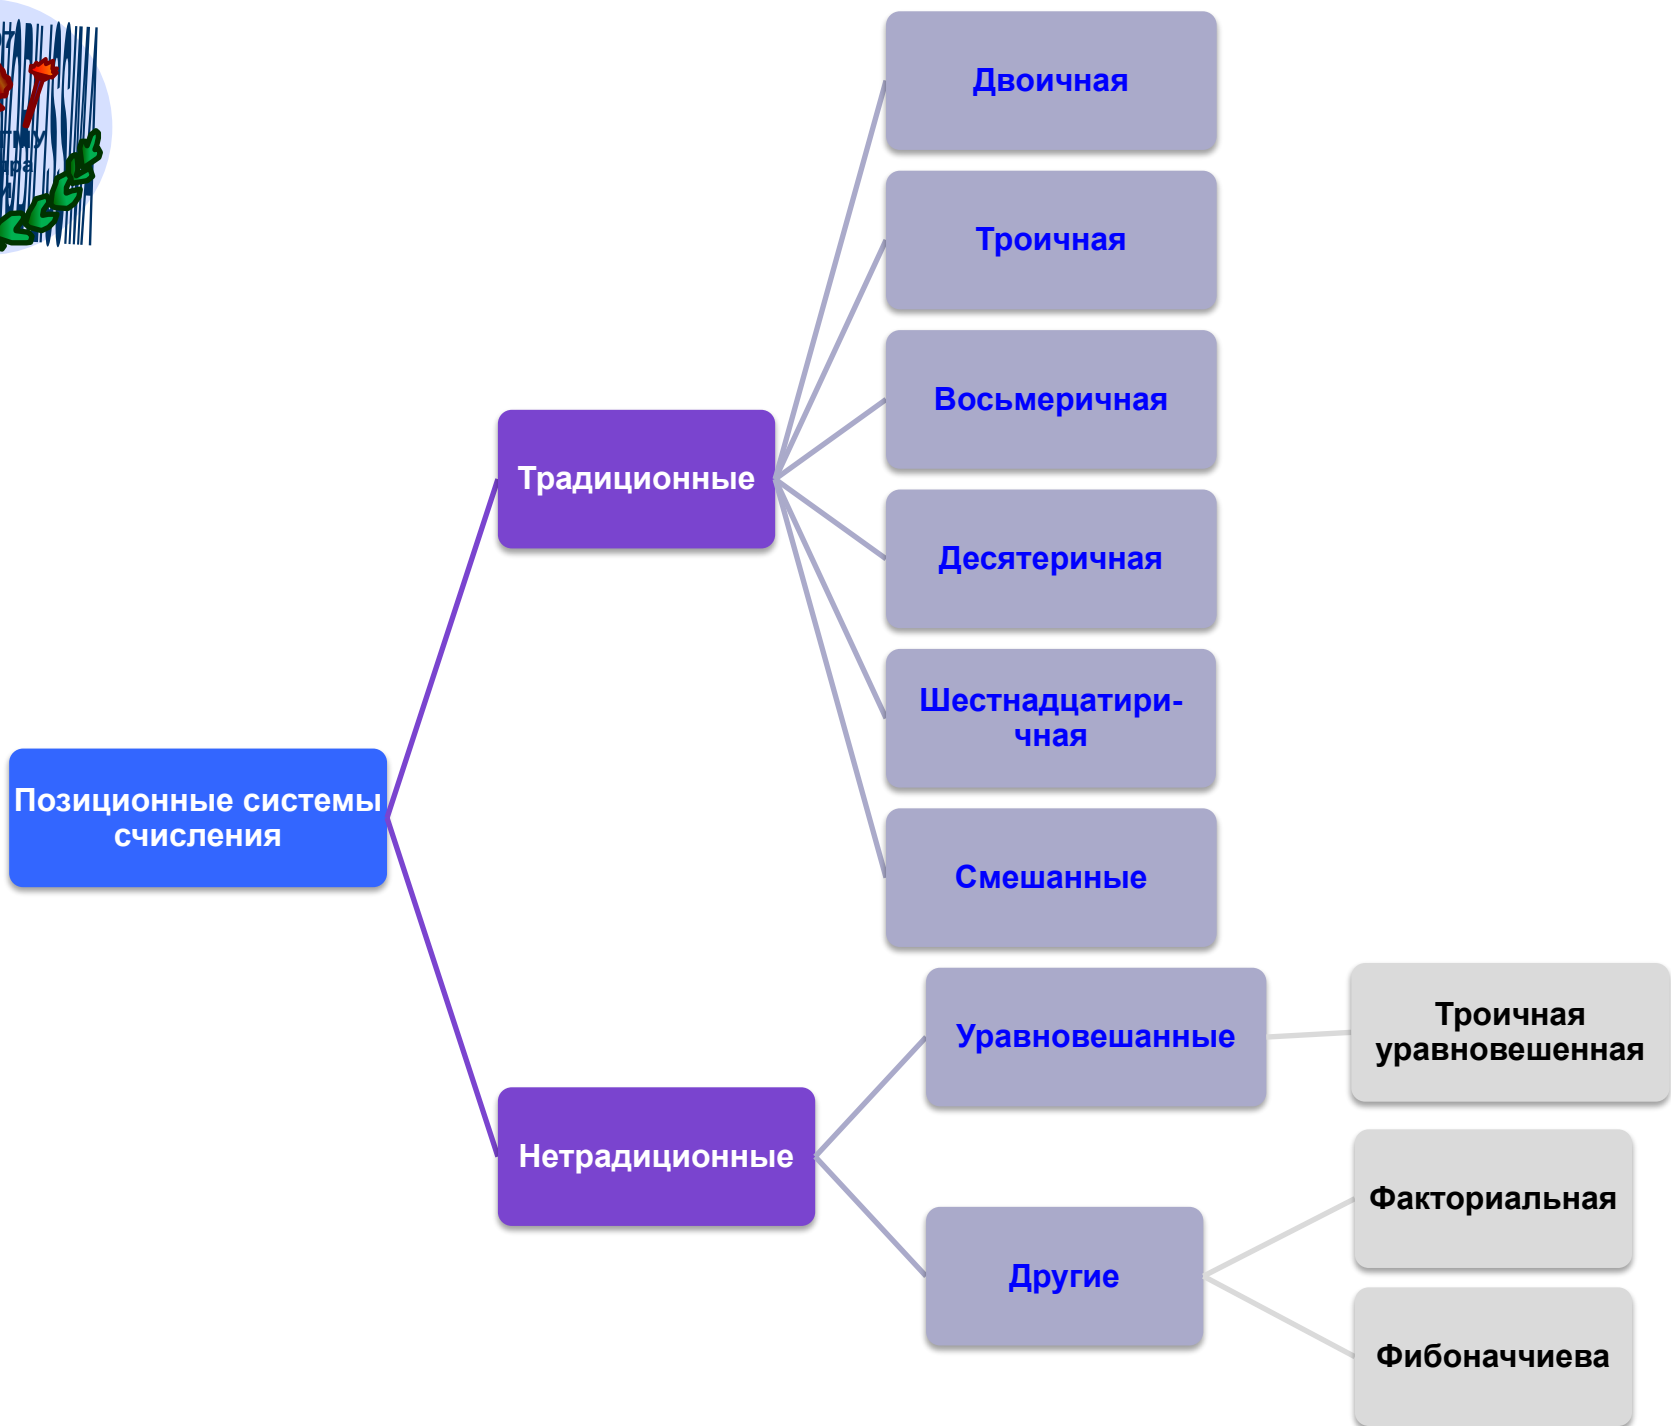 Двоичная
Троичная
Восьмеричная
Традиционные
Десятеричная
Шестнадцатири-
чная
Позиционные системы
счисления
Смешанные
Уравновешанные
Троичная
уравновешенная
Нетрадиционные
Факториальная
Другие
Фибоначчиева